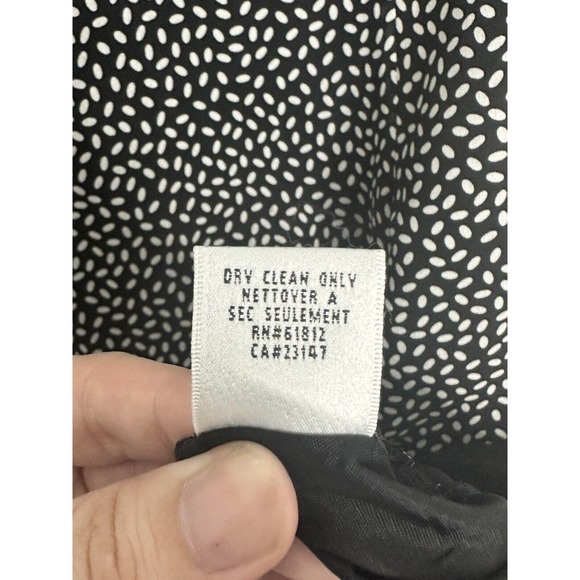 DRY CLEAN ONLY
NETTOYER A
SEC SEULEMENT
RN#61812
CA#23147